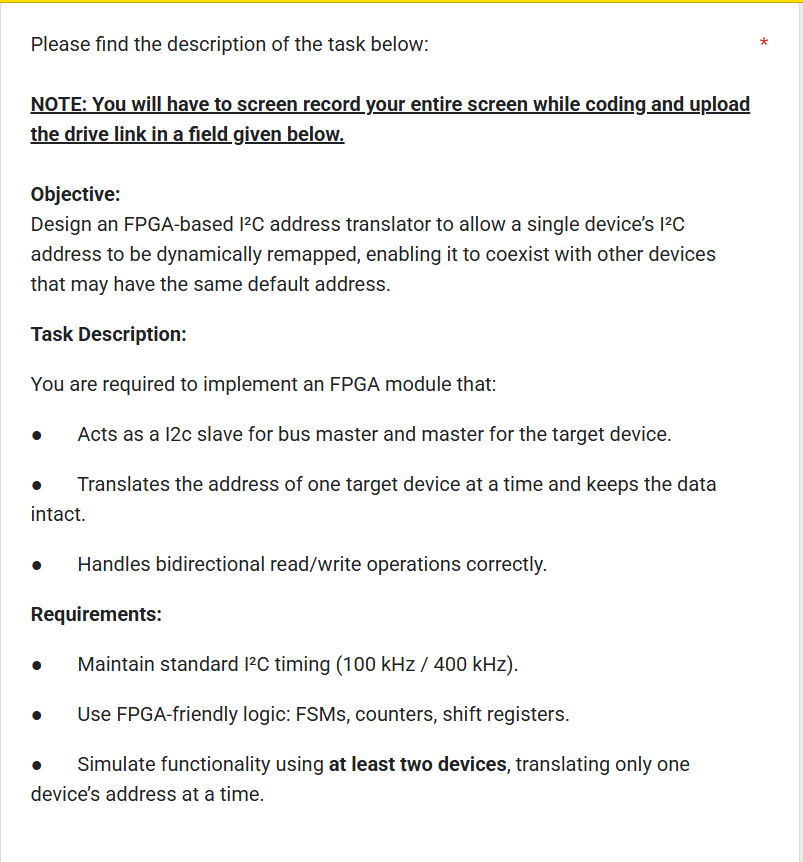 Please find the description of the task below:
*
NOTE: You will have to screen record your entire screen while coding and upload
the drive link in a field given below.
Objective:
Design an FPGA-based I²C address translator to allow a single device's I²C
address to be dynamically remapped, enabling it to coexist with other devices
that may have the same default address.
Task Description:
You are required to implement an FPGA module that:
● Acts as a I2c slave for bus master and master for the target device.
● Translates the address of one target device at a time and keeps the data
intact.
● Handles bidirectional read/write operations correctly.
Requirements:
● Maintain standard I²C timing (100 kHz / 400 kHz).
● Use FPGA-friendly logic: FSMs, counters, shift registers.
● Simulate functionality using at least two devices, translating only one
device's address at a time.